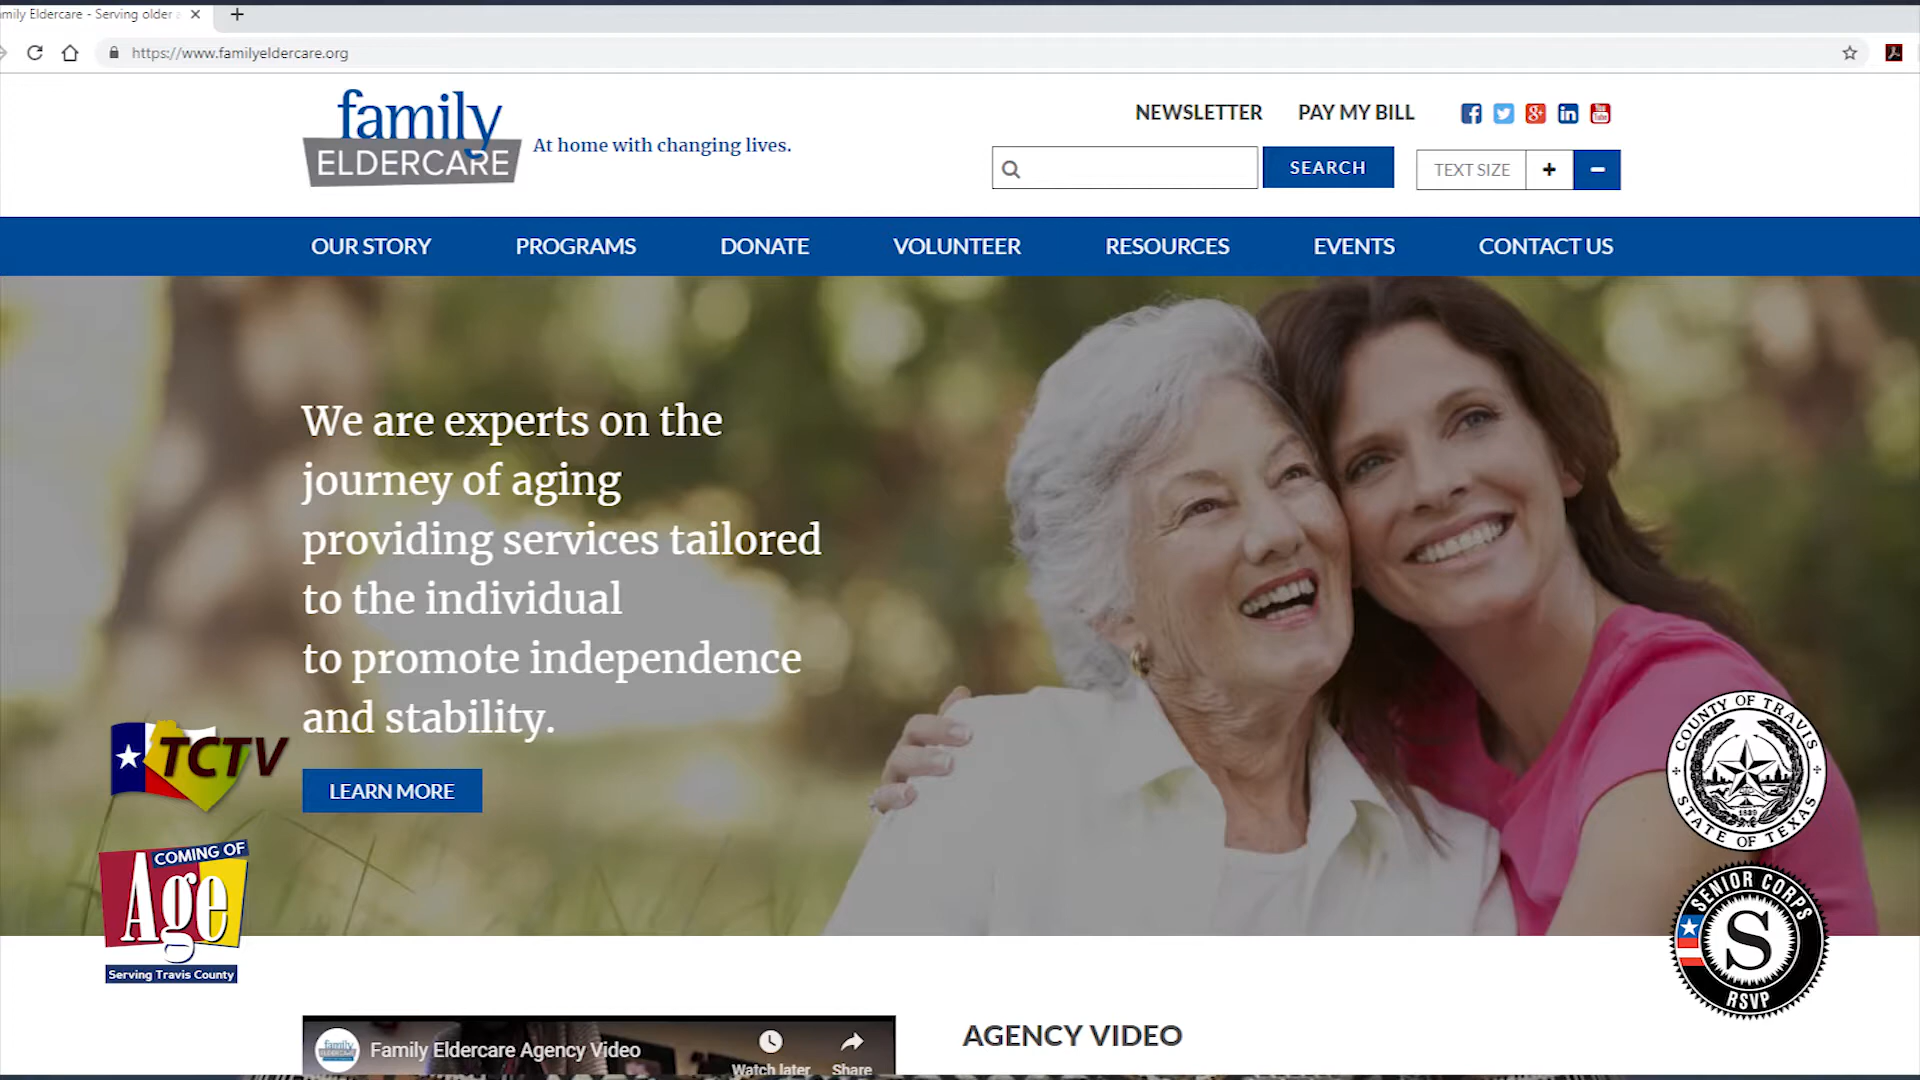 mily Eldercare - Serving older a
https://www.familyeldercare.org
family
ELDERCARE
At home with changing lives.
NEWSLETTER
PAY MY BILL
SEARCH
TEXT SIZE
+
-
OUR STORY
PROGRAMS
DONATE
VOLUNTEER
RESOURCES
EVENTS
CONTACT US
We are experts on the
journey of aging
providing services tailored
to the individual
to promote independence
and stability.
LEARN MORE
TCTV
COMING OF
Age
Serving Travis County
COUNTY OF TRAVIS
1840
STATE OF TEXAS
SENIOR CORPS
S
RSVP
family
ELDERCARE
Family Eldercare Agency Video
Watch later
Share
AGENCY VIDEO